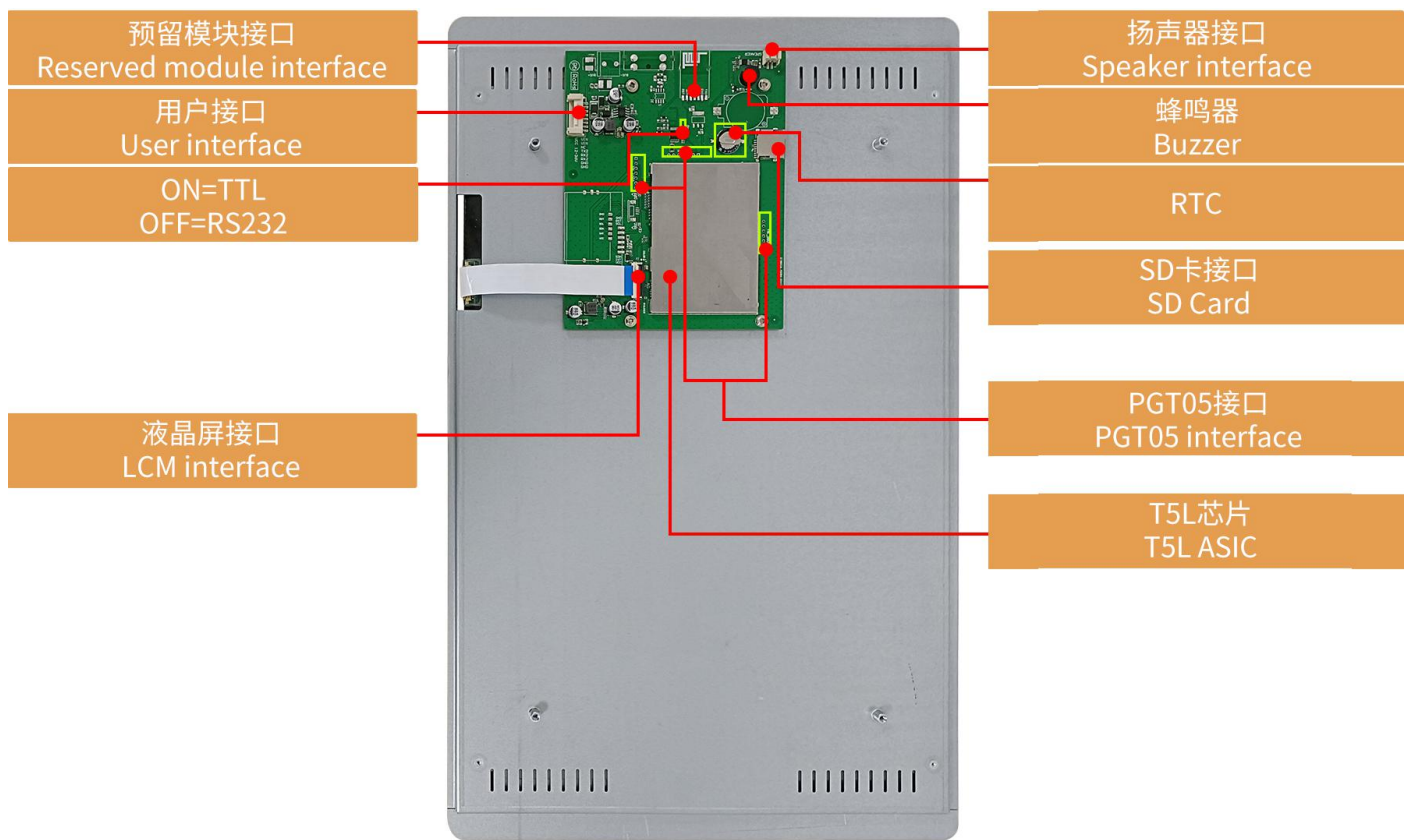 预留模块接口
Reserved module interface
用户接口
User interface
ON=TTL
OFF=RS232
液晶屏接口
LCM interface
扬声器接口
Speaker interface
蜂鸣器
Buzzer
RTC
SD卡接口
SD Card
PGT05接口
PGT05 interface
T5L芯片
T5L ASIC